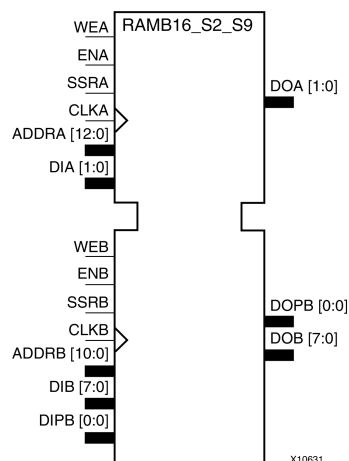 RAMB16_S2_S9
WEA
ENA
SSRA
CLKA
ADDRA [12:0]
DIA [1:0]
DOA [1:0]
WEB
ENB
SSRB
CLKB
ADDRB [10:0]
DIB [7:0]
DIPB [0:0]
DOPB [0:0]
DOB [7:0]
X10631